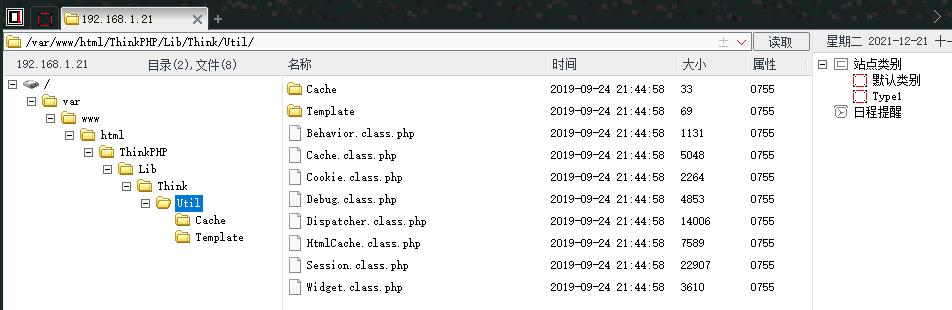 192.168.1.21
/var/www/html/ThinkPHP/Lib/Think/Util/
读取
星期二 2021-12-21 十一
192.168.1.21 目录(2),文件(8)
名称 时间 大小 属性
/
var
www
html
ThinkPHP
Lib
Think
Util
Cache
Template
Cache 2019-09-24 21:44:58 33 0755
Template 2019-09-24 21:44:58 69 0755
Behavior.class.php 2019-09-24 21:44:58 1131 0755
Cache.class.php 2019-09-24 21:44:58 5048 0755
Cookie.class.php 2019-09-24 21:44:58 2264 0755
Debug.class.php 2019-09-24 21:44:58 4853 0755
Dispatcher.class.php 2019-09-24 21:44:58 14006 0755
HtmlCache.class.php 2019-09-24 21:44:58 7589 0755
Session.class.php 2019-09-24 21:44:58 22907 0755
Widget.class.php 2019-09-24 21:44:58 3610 0755
站点类别
默认类别
Type1
日程提醒